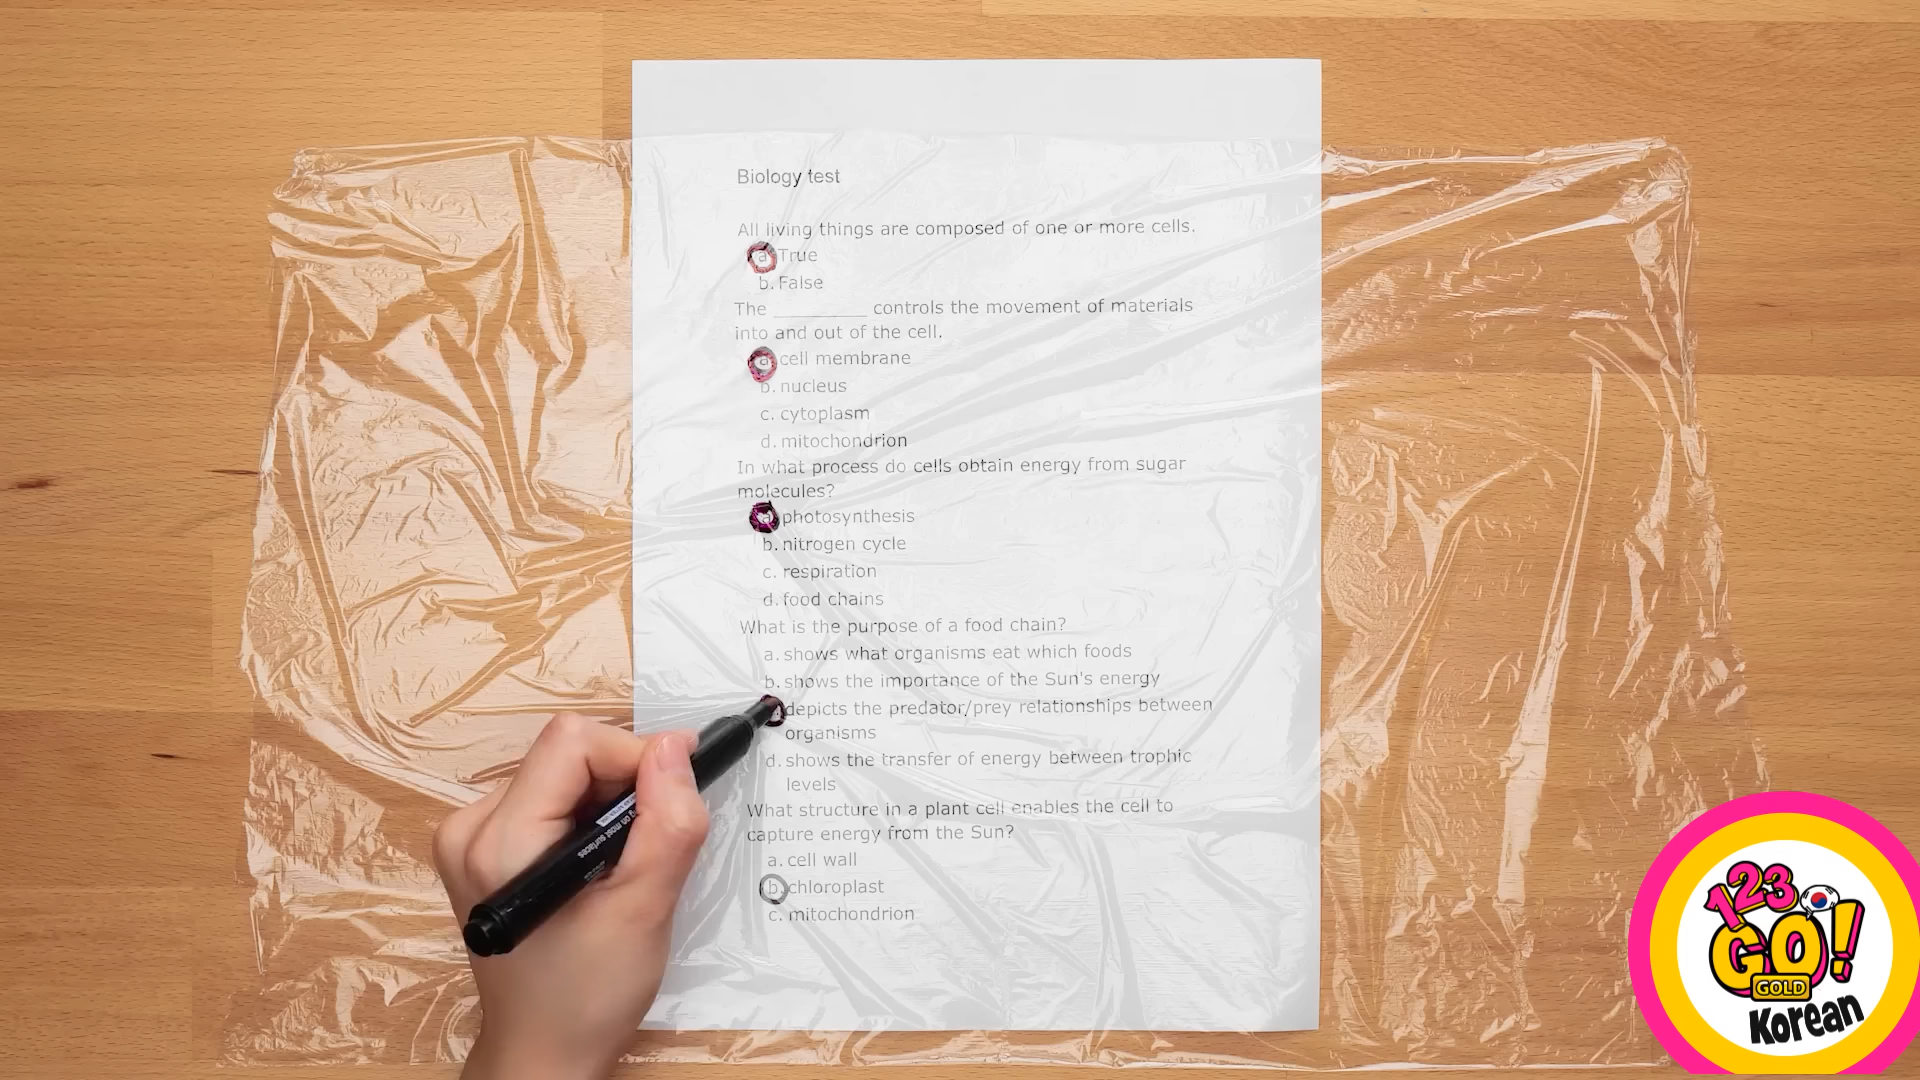 Biology test
All living things are composed of one or more cells.
a. True
b. False
The __________ controls the movement of materials
into and out of the cell.
a. cell membrane
b. nucleus
c. cytoplasm
d. mitochondrion
In what process do cells obtain energy from sugar
molecules?
photosynthesis
b. nitrogen cycle
c. respiration
d. food chains
What is the purpose of a food chain?
a. shows what organisms eat which foods
b. shows the importance of the Sun's energy
depicts the predator/prey relationships between
organisms
d. shows the transfer of energy between trophic
levels
What structure in a plant cell enables the cell to
capture energy from the Sun?
a. cell wall
b. chloroplast
c. mitochondrion
on most surfaces
123
GO!
GOLD
Korean